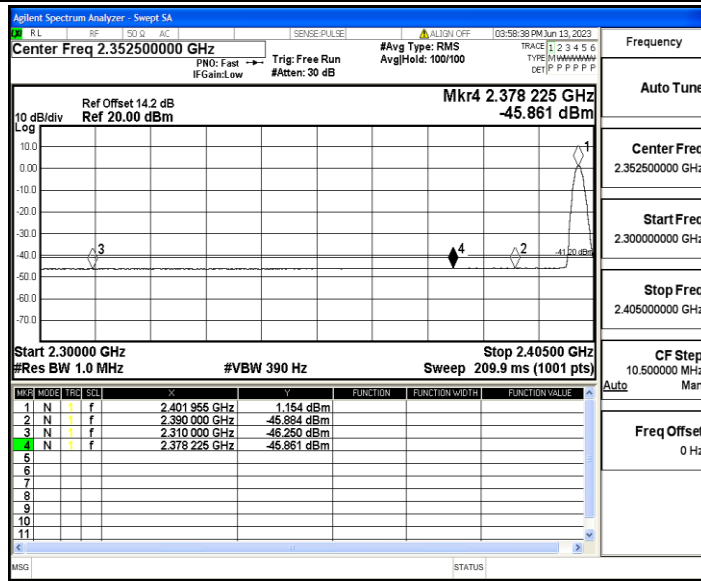 Agilent Spectrum Analyzer - Swept SA
RL RF 50 Ω AC SENSE:PULSE ALIGN OFF 03:58:38 PM Jun 13, 2023
Center Freq 2.352500000 GHz
PNO: Fast
IFGain:Low
Trig: Free Run
#Atten: 30 dB
#Avg Type: RMS
Avg|Hold: 100/100
TRACE 1 2 3 4 5 6
TYPE MWWWWW
DET P P P P P P
Ref Offset 14.2 dB
10 dB/div Ref 20.00 dBm
Log
Mkr4 2.378 225 GHz
-45.861 dBm
10.0
0.00
-10.0
-20.0
-30.0
-40.0
-50.0
-60.0
-70.0
1
2
3
4
-41.20 dBm
Start 2.30000 GHz Stop 2.40500 GHz
#Res BW 1.0 MHz #VBW 390 Hz Sweep 209.9 ms (1001 pts)
MKR MODE TRC SCL X Y FUNCTION FUNCTION WIDTH FUNCTION VALUE
1 N 1 f 2.401 955 GHz 1.154 dBm
2 N 1 f 2.390 000 GHz -45.884 dBm
3 N 1 f 2.310 000 GHz -46.250 dBm
4 N 1 f 2.378 225 GHz -45.861 dBm
5
6
7
8
9
10
11
MSG STATUS
Frequency
Auto Tune
Center Freq
2.352500000 GHz
Start Freq
2.300000000 GHz
Stop Freq
2.405000000 GHz
CF Step
10.500000 MHz
Auto Man
Freq Offset
0 Hz